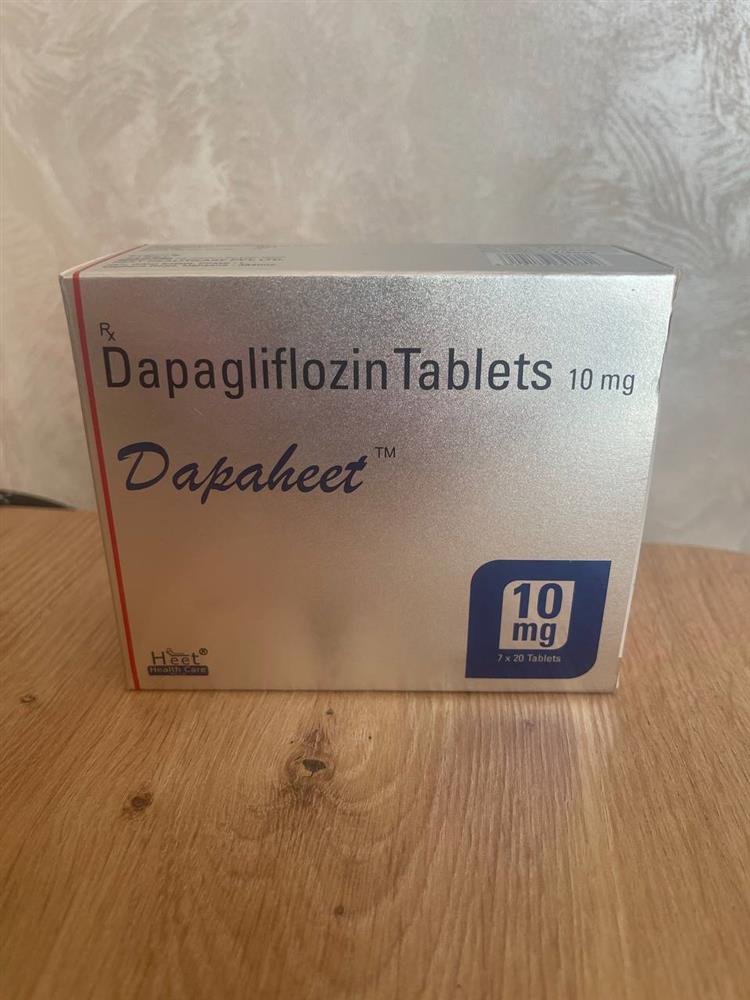 Rx
Dapagliflozin Tablets 10 mg
Dapaheet™
10
mg
7 x 20 Tablets
Heet®
Health Care